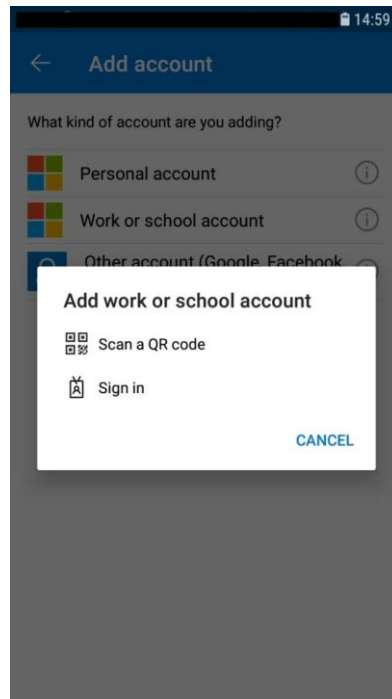 14:59
Add account
What kind of account are you adding?
Personal account
Work or school account
Other account (Google, Facebook
Add work or school account
Scan a QR code
Sign in
CANCEL